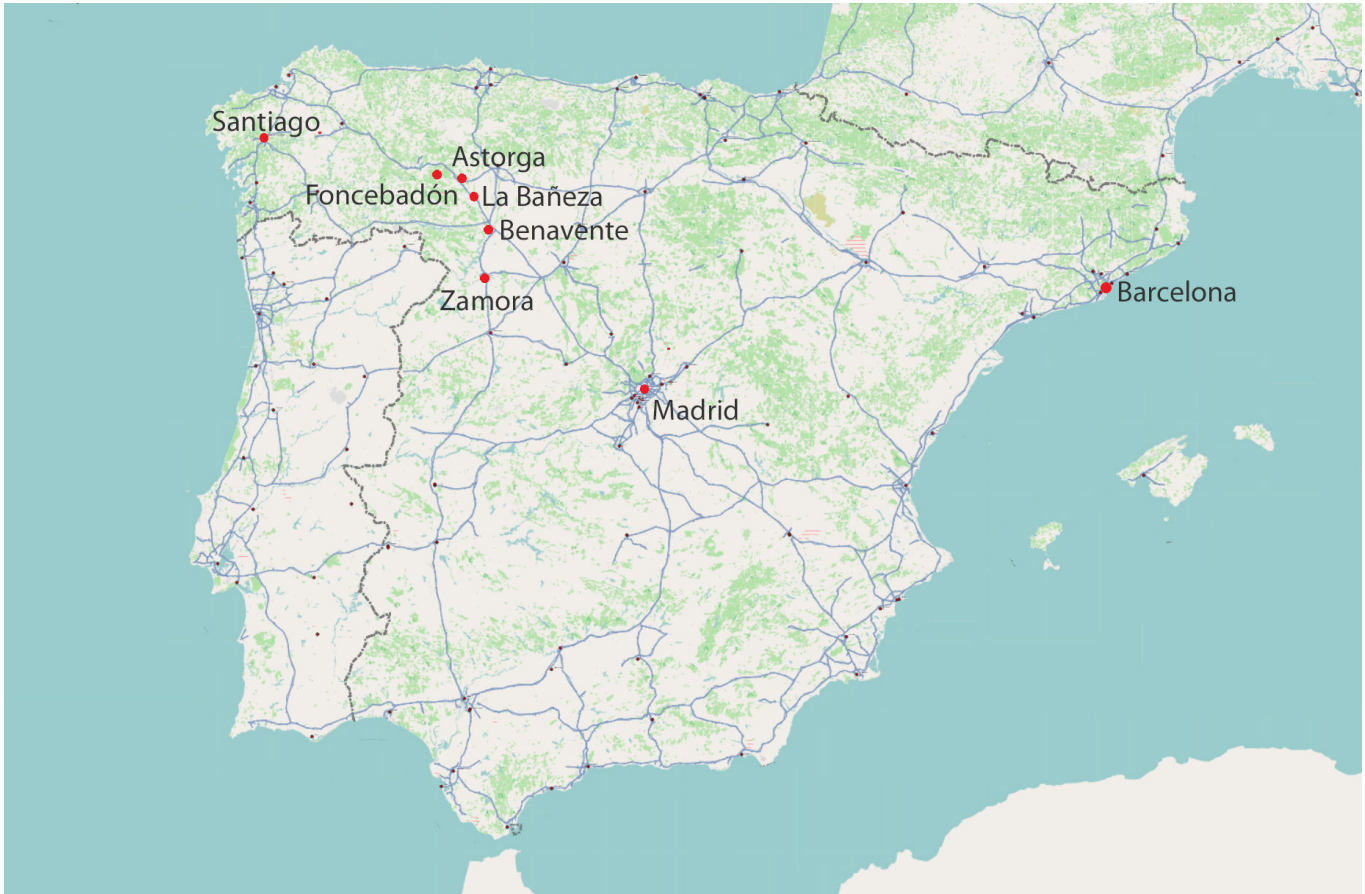 Santiago
Astorga
Foncebadón
La Bañeza
Benavente
Zamora
Barcelona
Madrid